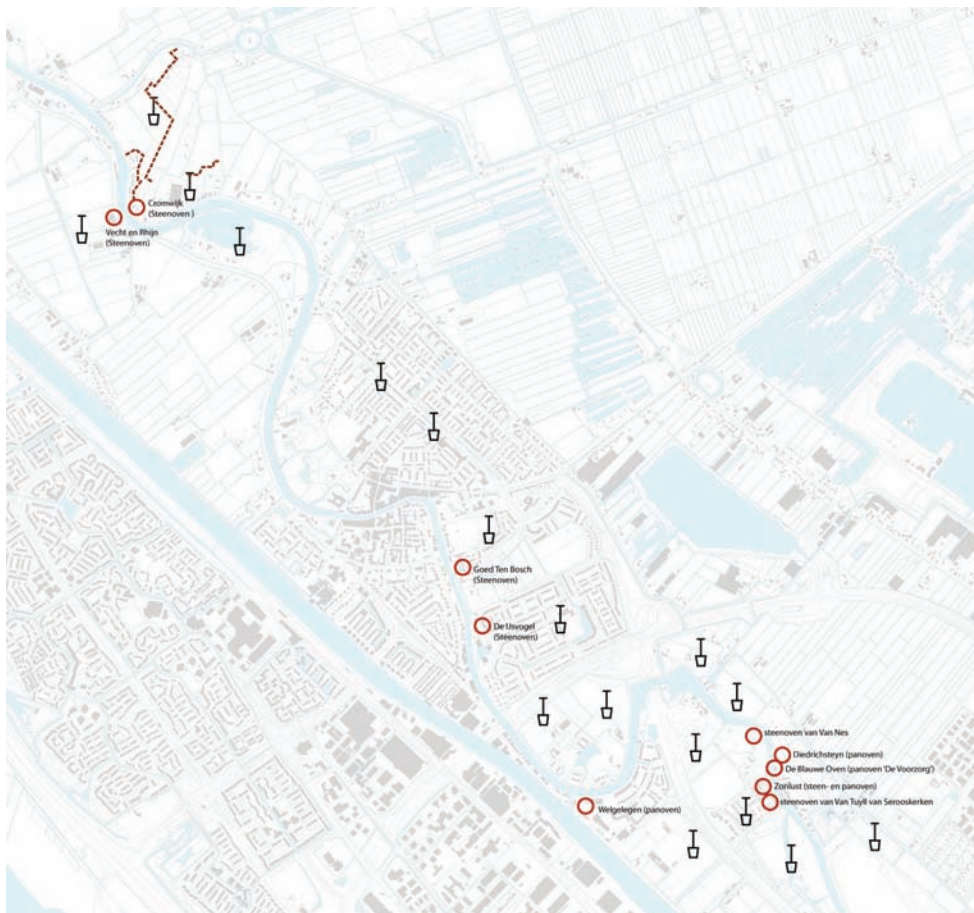 Cromwijk
(Steenoven )
Vecht en Rhijn
(Steenoven)
Goed Ten Bosch
(Steenoven)
De IJsvogel
(Steenoven)
steenoven van Van Nes
Diedrichsteyn (panoven)
De Blauwe Oven (panoven 'De Voorzorg')
Zonlust (steen- en panoven)
steenoven van Van Tuyll van Serooskerken
Welgelegen (panoven)